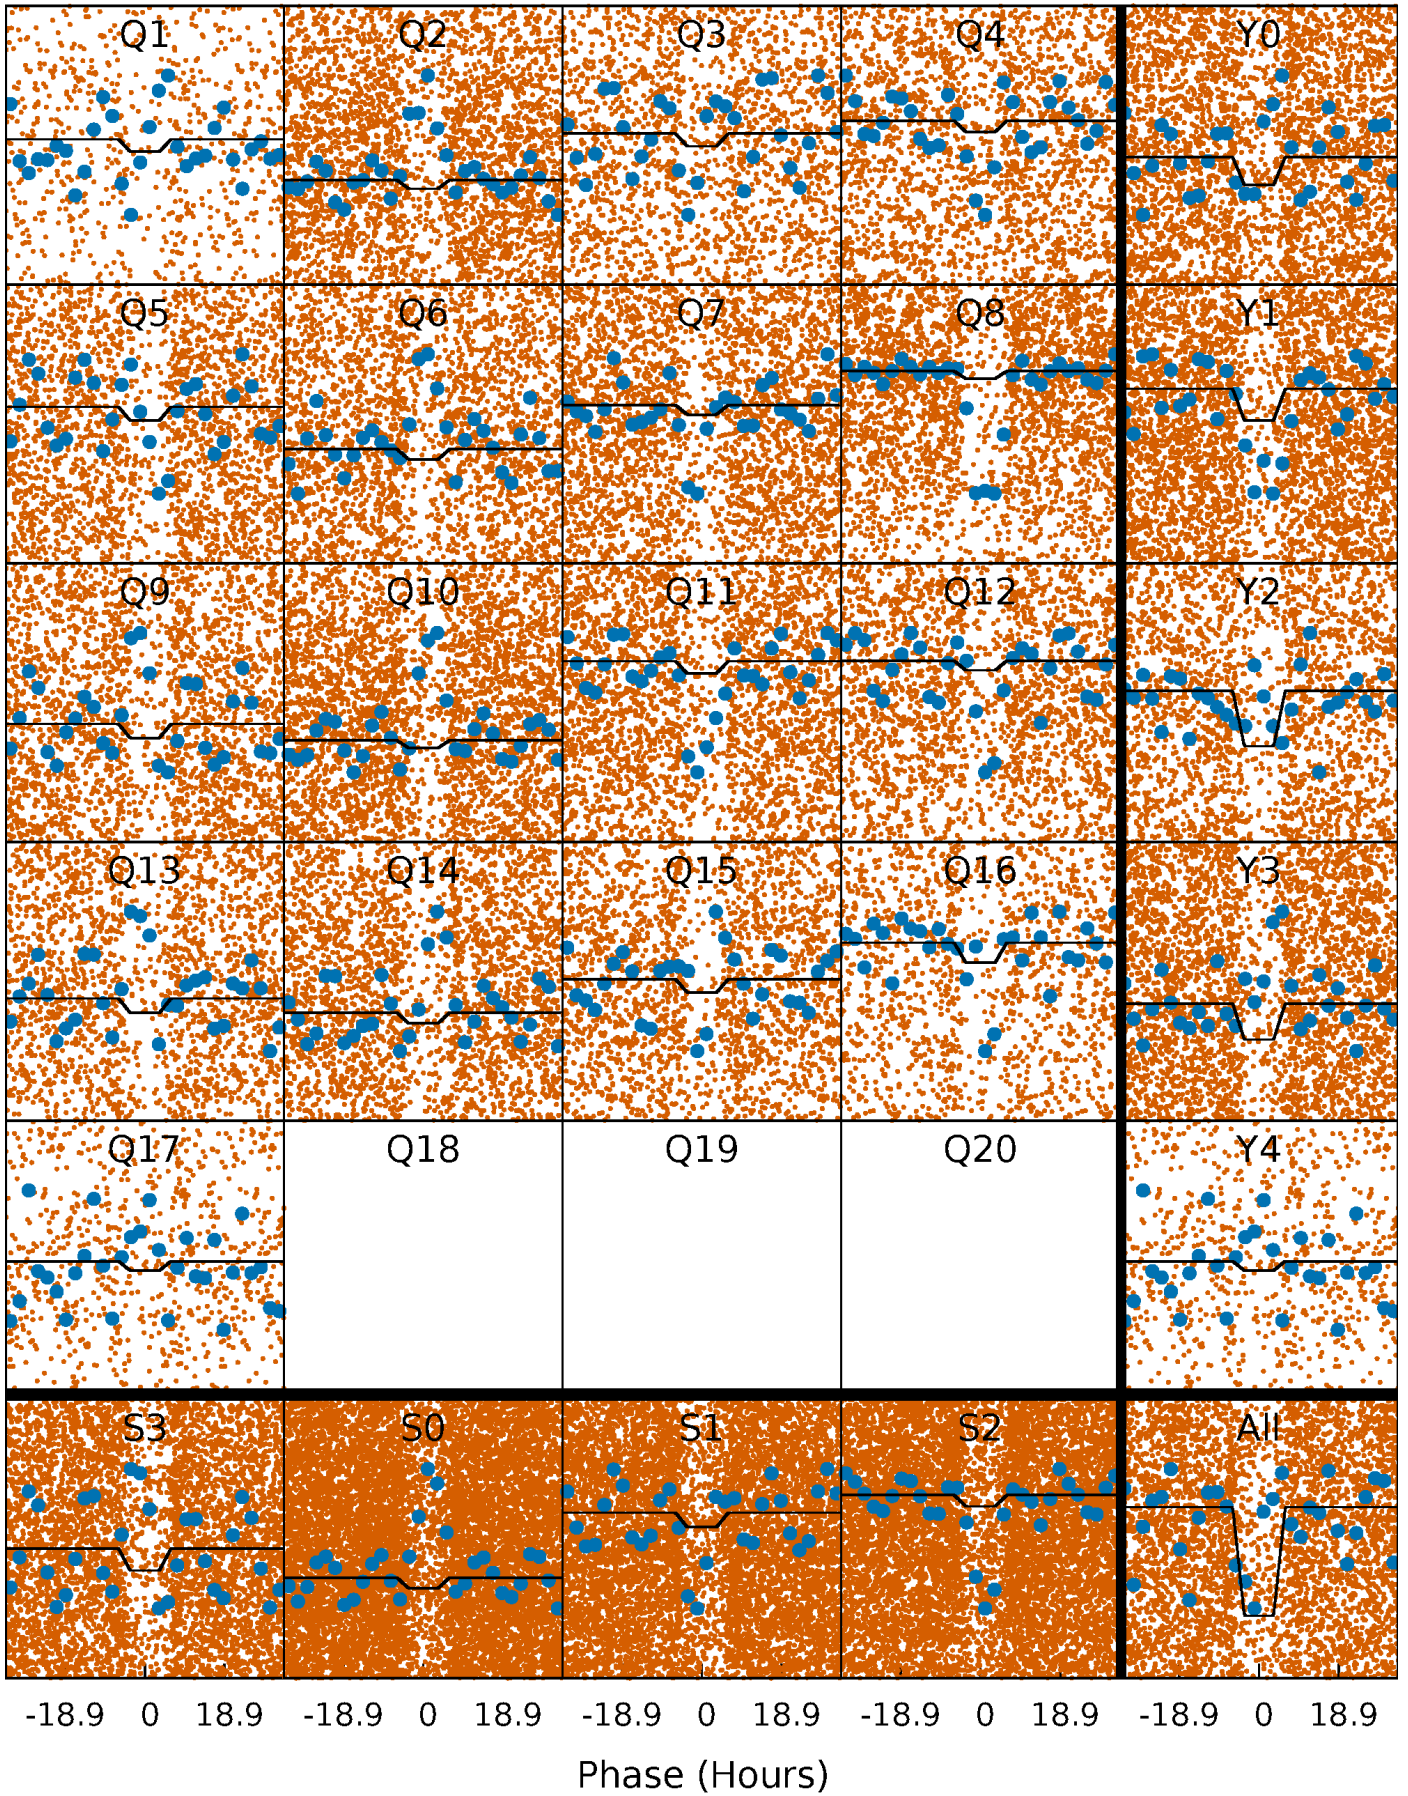 Q1 Q2 Q3 Q4 Y0
Q5 Q6 Q7 Q8 Y1
Q9 Q10 Q11 Q12 Y2
Q13 Q14 Q15 Q16 Y3
Q17 Q18 Q19 Q20 Y4
S3 S0 S1 S2 All
-18.9 0 18.9 -18.9 0 18.9 -18.9 0 18.9 -18.9 0 18.9 -18.9 0 18.9
Phase (Hours)